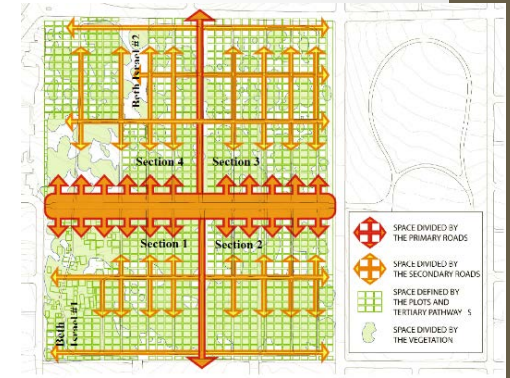 Beth Israel #2
Section 4
Section 3
Section 1
Section 2
Beth
Israel #1
SPACE DIVIDED BY
THE PRIMARY ROADS
SPACE DIVIDED BY
THE SECONDARY ROADS
SPACE DEFINED BY
THE PLOTS AND
TERTIARY PATHWAY S
SPACE DIVIDED BY
THE VEGETATION